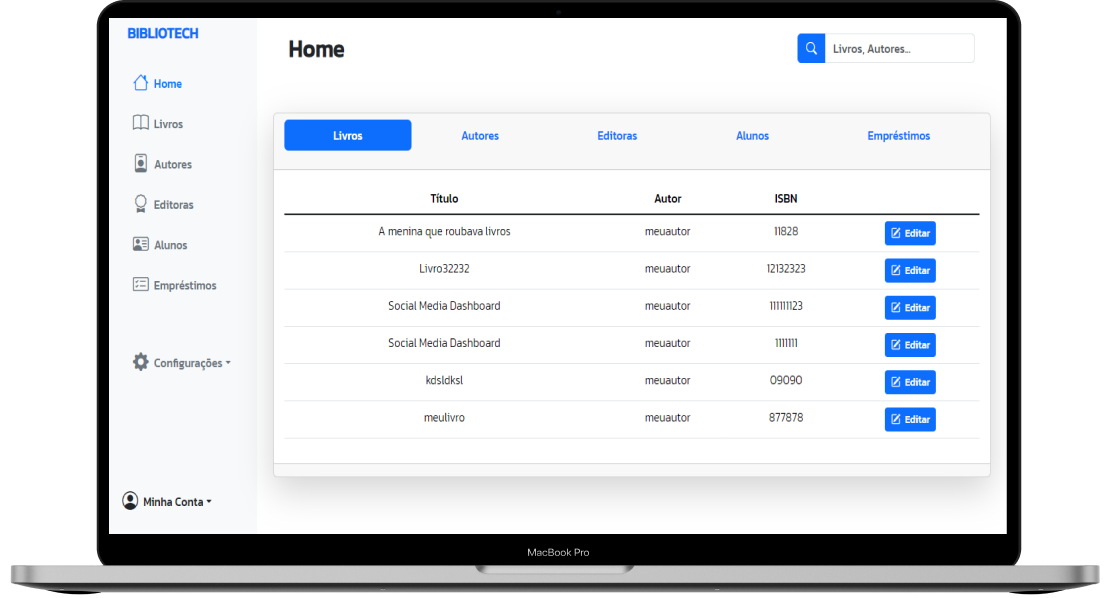 BIBLIOTECH
Home
Livros
Autores
Editoras
Alunos
Empréstimos
Configurações
Minha Conta
Home
Livros, Autores...
Livros Autores Editoras Alunos Empréstimos
Título Autor ISBN
A menina que roubava livros meuautor 11828 Editar
Livro32232 meuautor 12132323 Editar
Social Media Dashboard meuautor 111111123 Editar
Social Media Dashboard meuautor 1111111 Editar
kdsldksl meuautor 09090 Editar
meulivro meuautor 877878 Editar
MacBook Pro